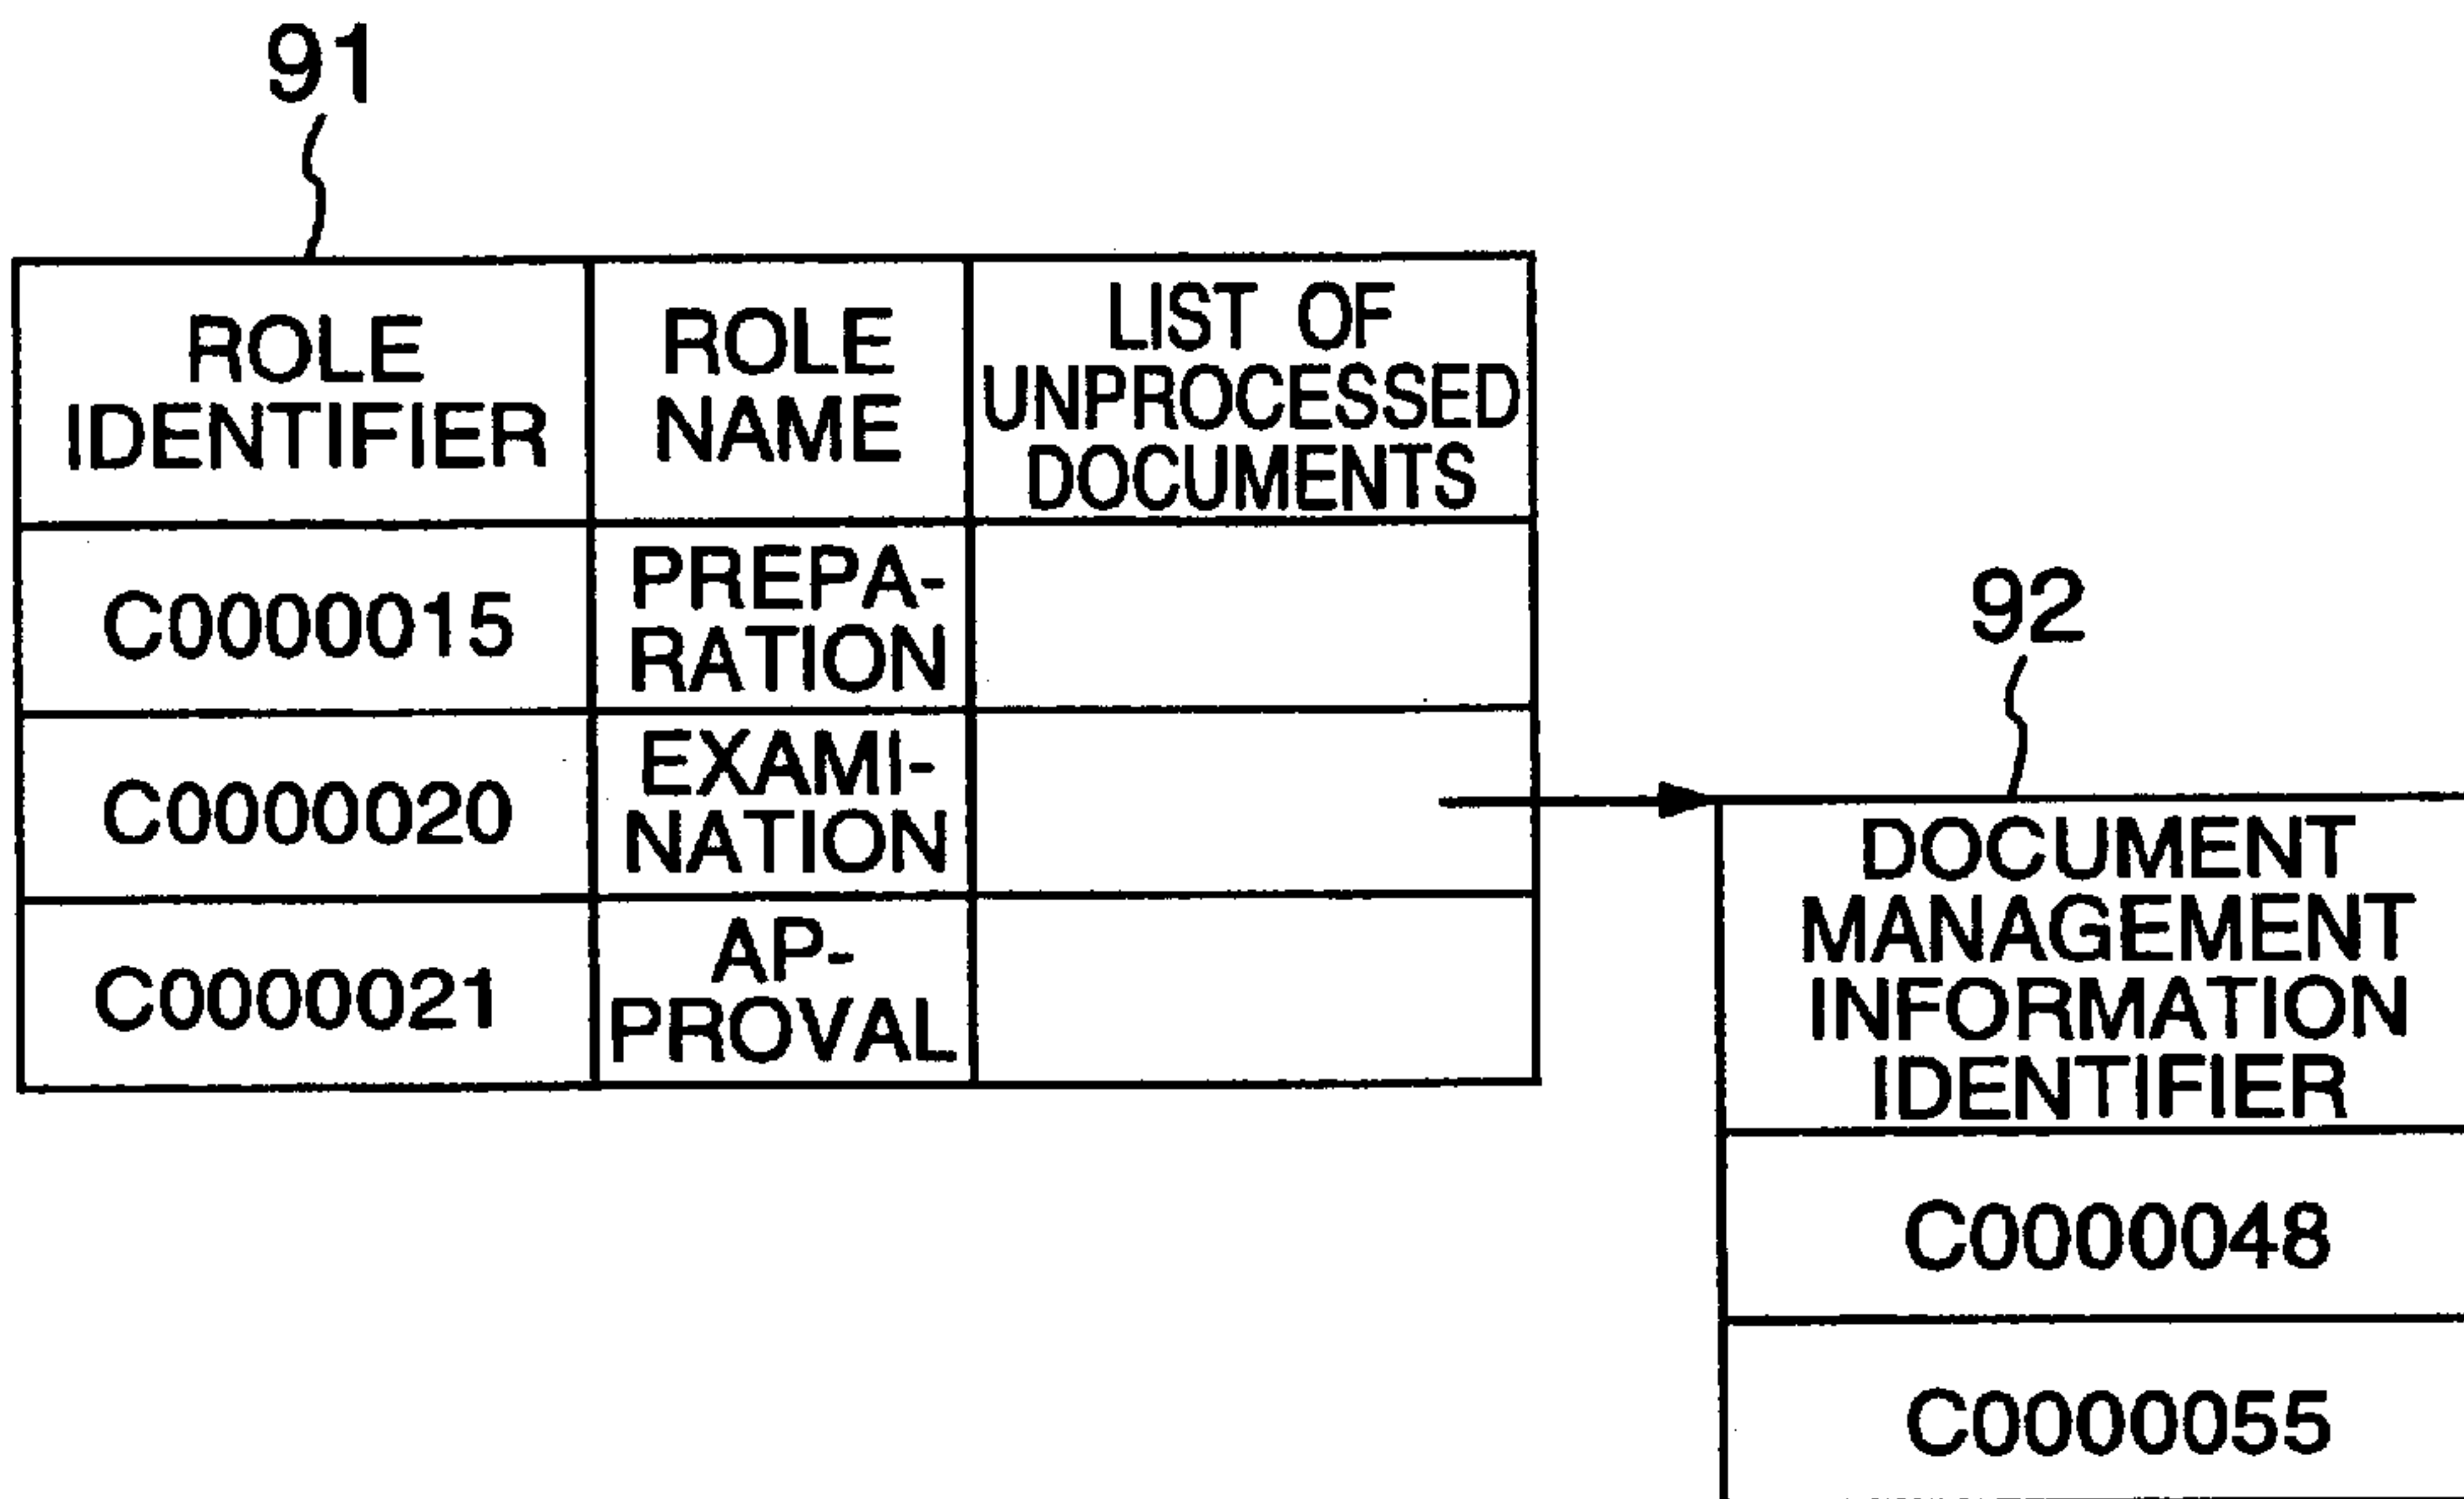 91
ROLE
IDENTIFIER
ROLE
NAME
LIST OF
UNPROCESSED
DOCUMENTS
C0000015
PREPA-
RATION
C0000020
EXAMI-
NATION
C0000021
AP-
PROVAL
92
DOCUMENT
MANAGEMENT
INFORMATION
IDENTIFIER
C0000048
C0000055